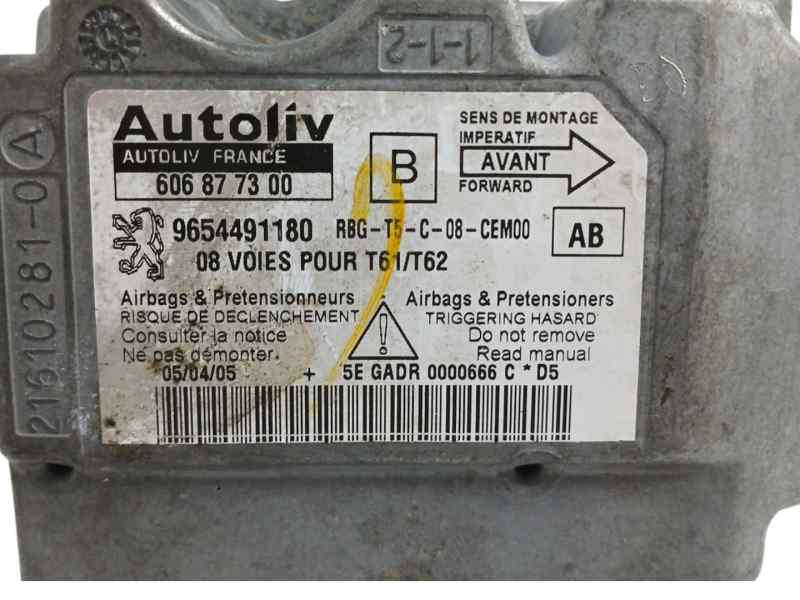 1-1-2
Autoliv
AUTOLIV FRANCE
606 87 73 00
B
SENS DE MONTAGE
IMPERATIF
AVANT
FORWARD
9654491180 RBG-T5-C-08-CEM00
AB
08 VOIES POUR T61/T62
Airbags & Pretensionneurs
RISQUE DE DECLENCHEMENT
Consulter la notice
Ne pas démonter
Airbags & Pretensioners
TRIGGERING HASARD
Do not remove
Read manual
05/04/05 + 5E GADR 0000666 C * D5
21610281-0 A